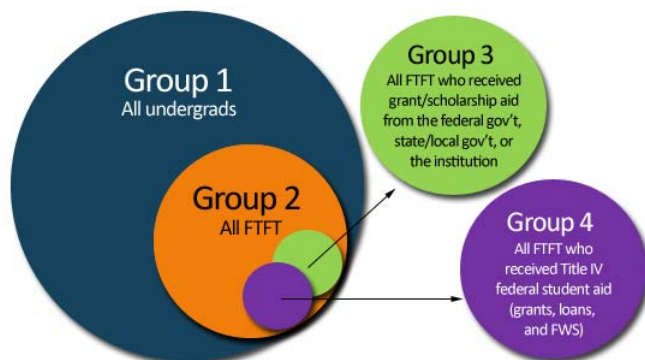 Group 1
All undergrads
Group 2
All FTFT
Group 3
All FTFT who received
grant/scholarship aid
from the federal gov't,
state/local gov't, or
the institution
Group 4
All FTFT who
received Title IV
federal student aid
(grants, loans,
and FWS)